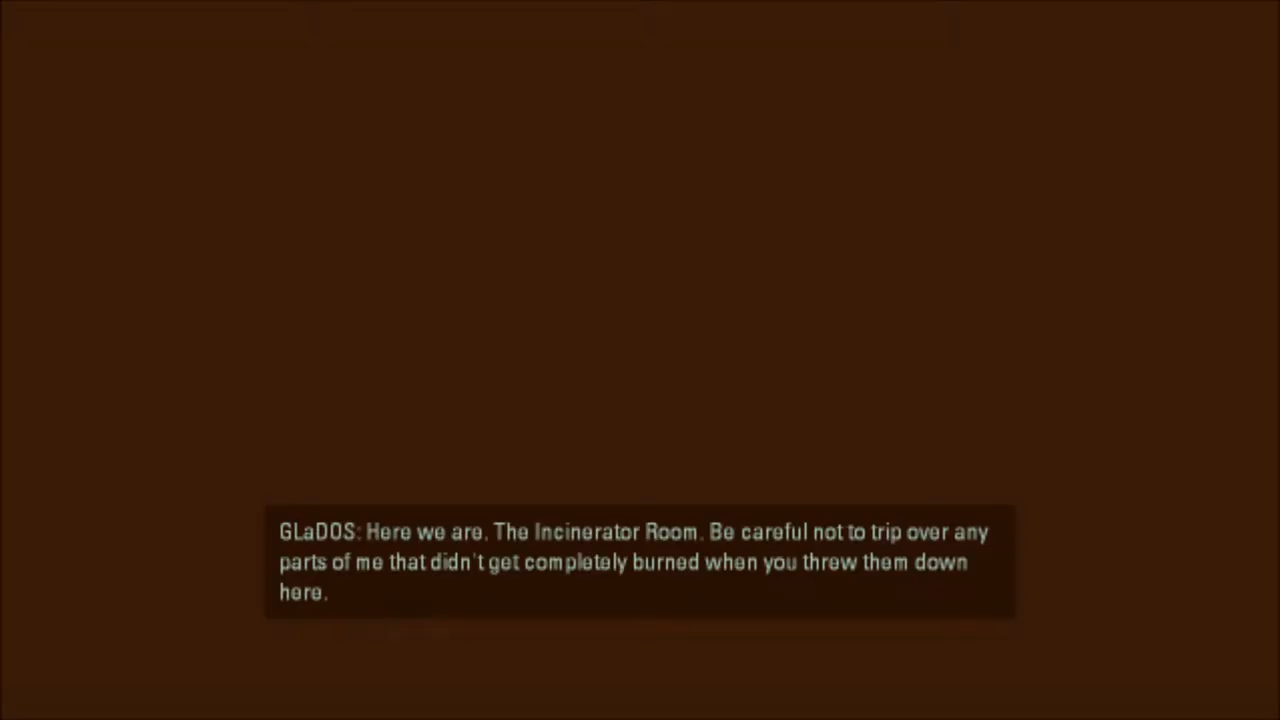 GLaDOS: Here we are. The Incinerator Room. Be careful not to trip over any
parts of me that didn't get completely burned when you threw them down
here.